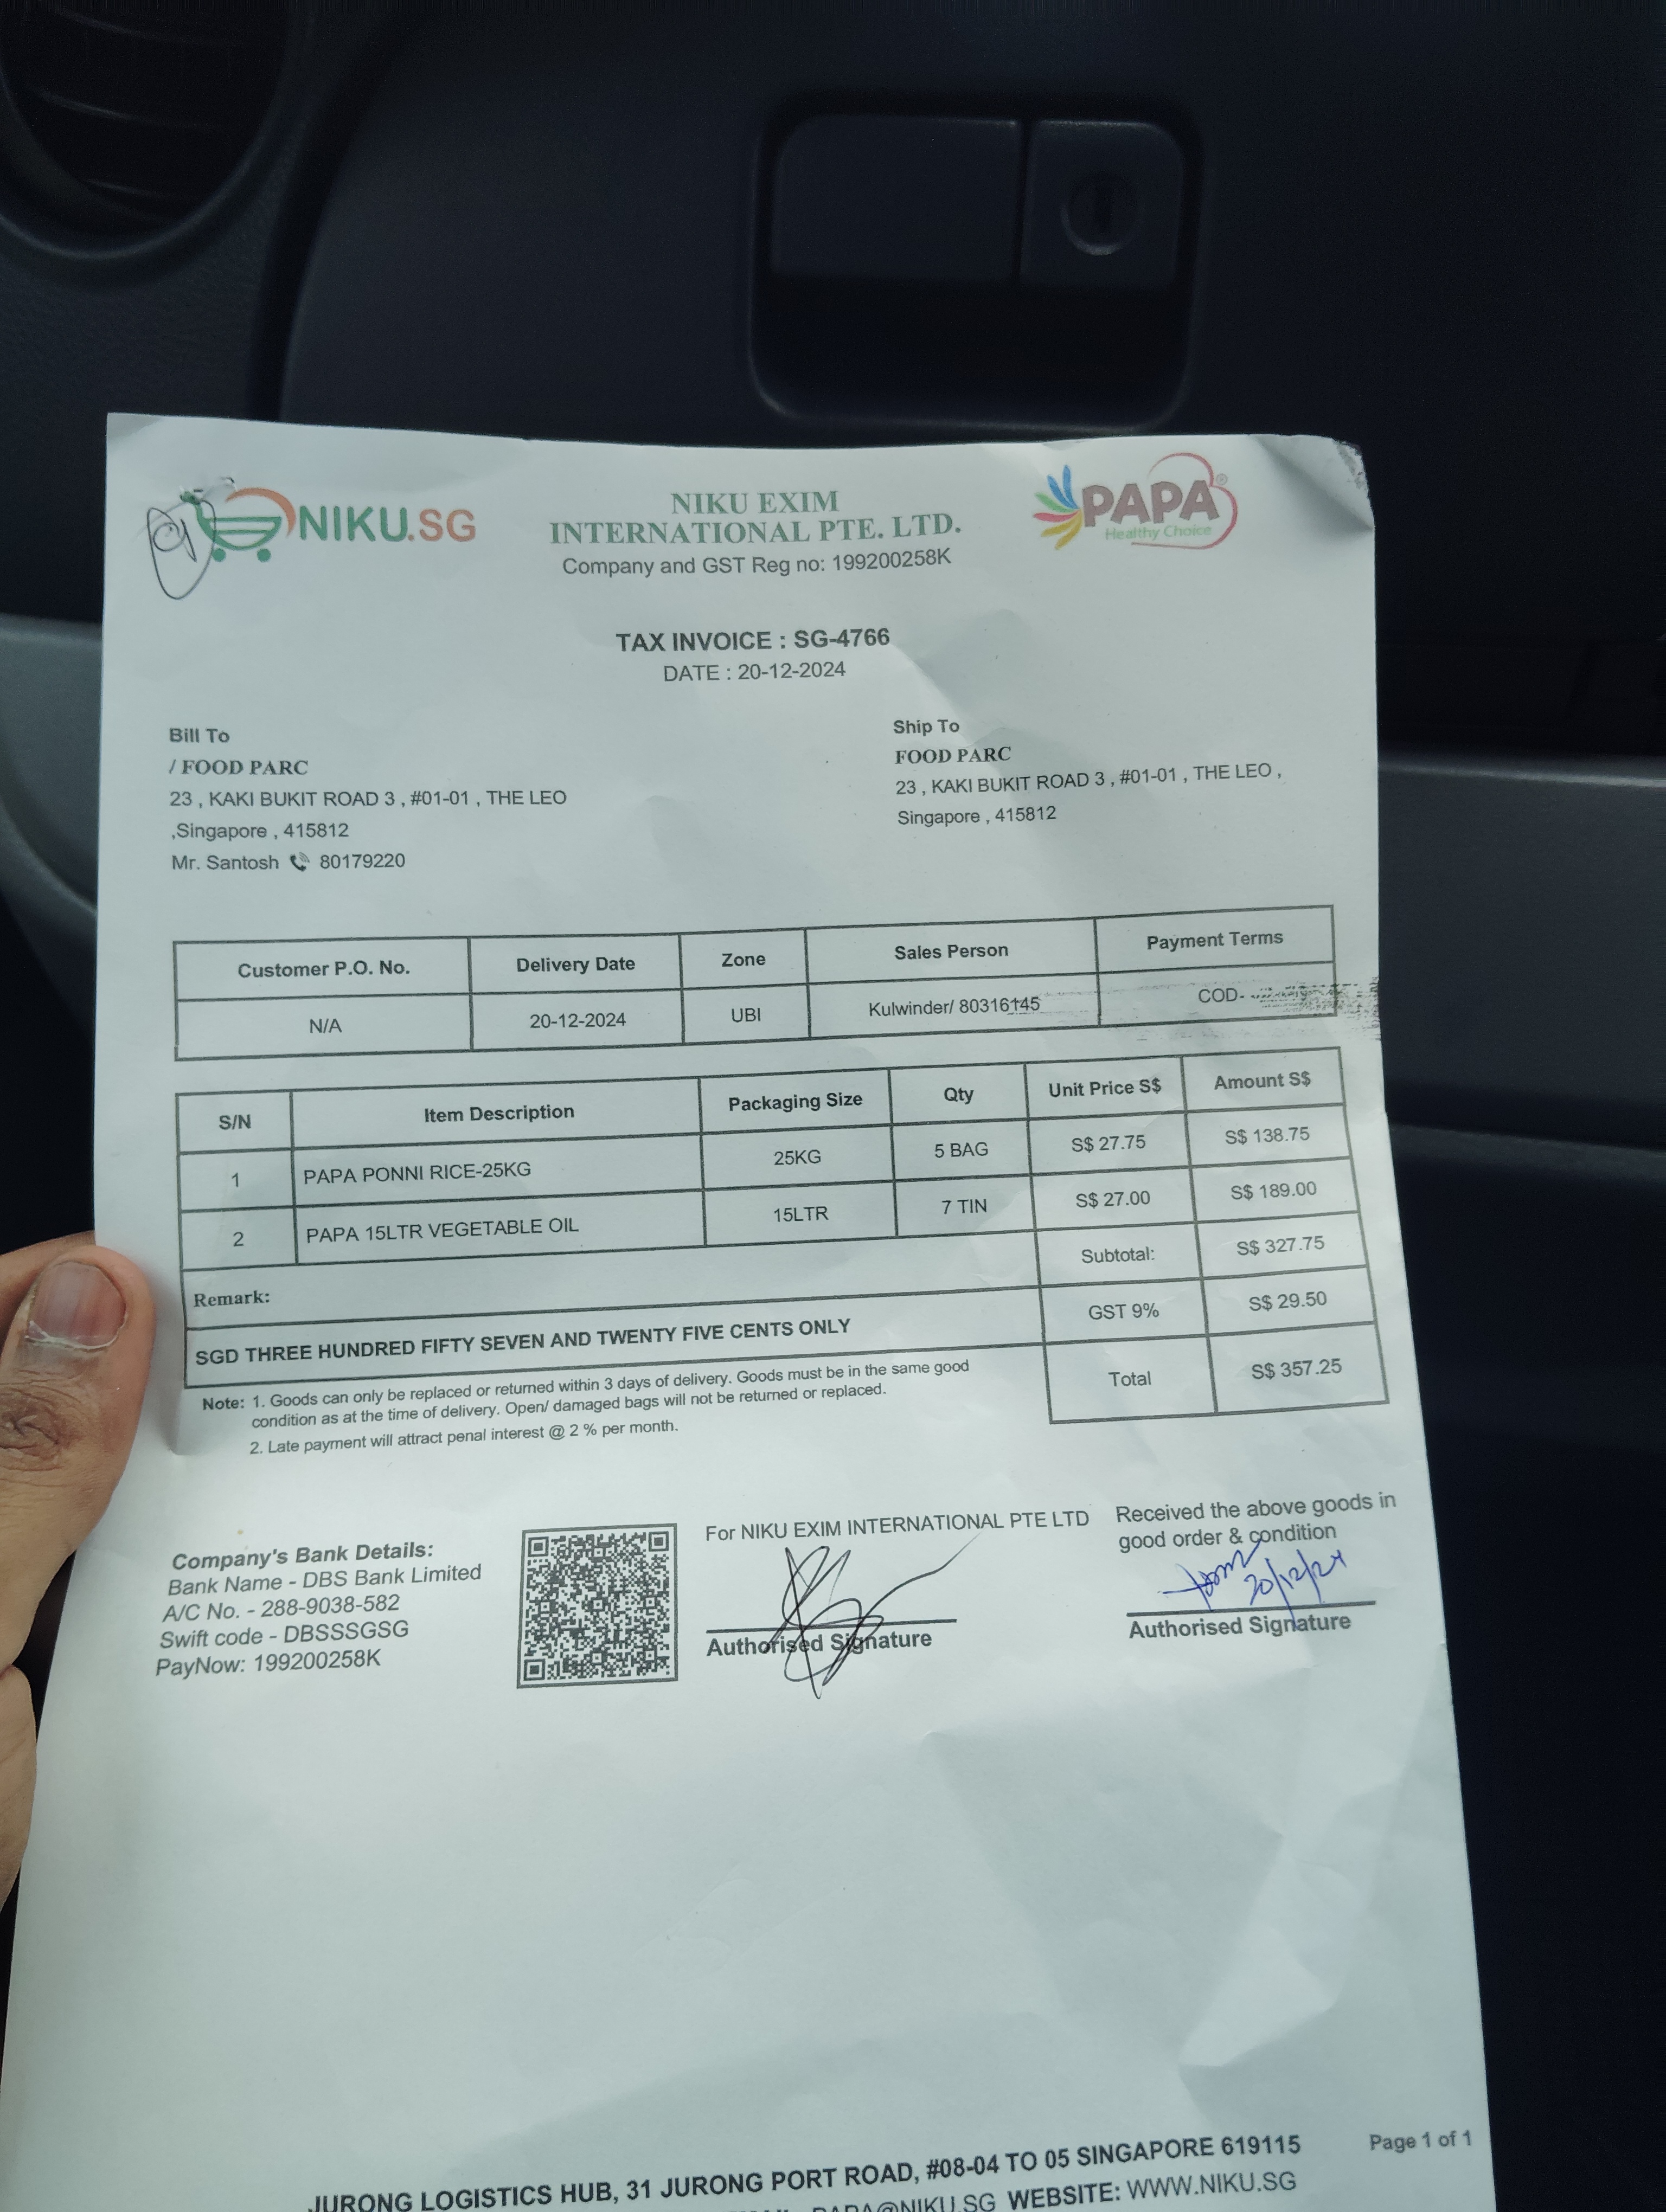 NIKU.SG
NIKU EXIM
INTERNATIONAL PTE. LTD.
Company and GST Reg no: 199200258K
PAPA®
Healthy Choice
TAX INVOICE : SG-4766
DATE : 20-12-2024
Bill To
/ FOOD PARC
23 , KAKI BUKIT ROAD 3 , #01-01 , THE LEO
,Singapore , 415812
Mr. Santosh 80179220
Ship To
FOOD PARC
23 , KAKI BUKIT ROAD 3 , #01-01 , THE LEO ,
Singapore , 415812
Customer P.O. No. Delivery Date Zone Sales Person Payment Terms
N/A 20-12-2024 UBI Kulwinder/ 80316145 COD-
S/N Item Description Packaging Size Qty Unit Price S$ Amount S$
1 PAPA PONNI RICE-25KG 25KG 5 BAG S$ 27.75 S$ 138.75
2 PAPA 15LTR VEGETABLE OIL 15LTR 7 TIN S$ 27.00 S$ 189.00
Remark: Subtotal: S$ 327.75
SGD THREE HUNDRED FIFTY SEVEN AND TWENTY FIVE CENTS ONLY GST 9% S$ 29.50
Total S$ 357.25
Note: 1. Goods can only be replaced or returned within 3 days of delivery. Goods must be in the same good
condition as at the time of delivery. Open/ damaged bags will not be returned or replaced.
2. Late payment will attract penal interest @ 2 % per month.
Company's Bank Details:
Bank Name - DBS Bank Limited
A/C No. - 288-9038-582
Swift code - DBSSSGSG
PayNow: 199200258K
For NIKU EXIM INTERNATIONAL PTE LTD
Authorised Signature
Received the above goods in
good order & condition
20/12/24
Authorised Signature
JURONG LOGISTICS HUB, 31 JURONG PORT ROAD, #08-04 TO 05 SINGAPORE 619115
Page 1 of 1
PAPA@NIKU.SG WEBSITE: WWW.NIKU.SG